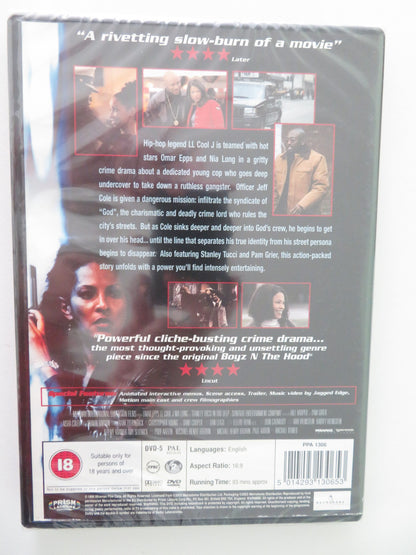 "A rivetting slow-burn of a movie"
★★★★ Later
Hip-hop legend LL Cool J is teamed with hot
stars Omar Epps and Nia Long in a gritty
crime drama about a dedicated young cop who goes deep
undercover to take down a ruthless gangster. Officer Jeff
Cole is given a dangerous mission: infiltrate the syndicate of
"God", the charismatic and deadly crime lord who rules the
city's streets. But as Cole sinks deeper and deeper into God's crew, he begins to get
in over his head... until the line that separates his true identity from his street persona
begins to disappear. Also featuring Stanley Tucci and Pam Grier, this action-packed
story unfolds with a power you'll find intensely entertaining.
"Powerful cliche-busting crime drama...
the most thought-provoking and unsettling genre
piece since the original Boyz N The Hood"
★★★★
Uncut
Special Features: Animated interactive menus, Scene access, Trailer, Music video by Jagged Edge,
Motion main cast and crew filmographies
PPA 1306
18
Suitable only for
persons of
18 years and over
DVD-5 PAL
Languages: English
Aspect Ratio: 16:9
Running Time:
5 014293 130653
PRISM